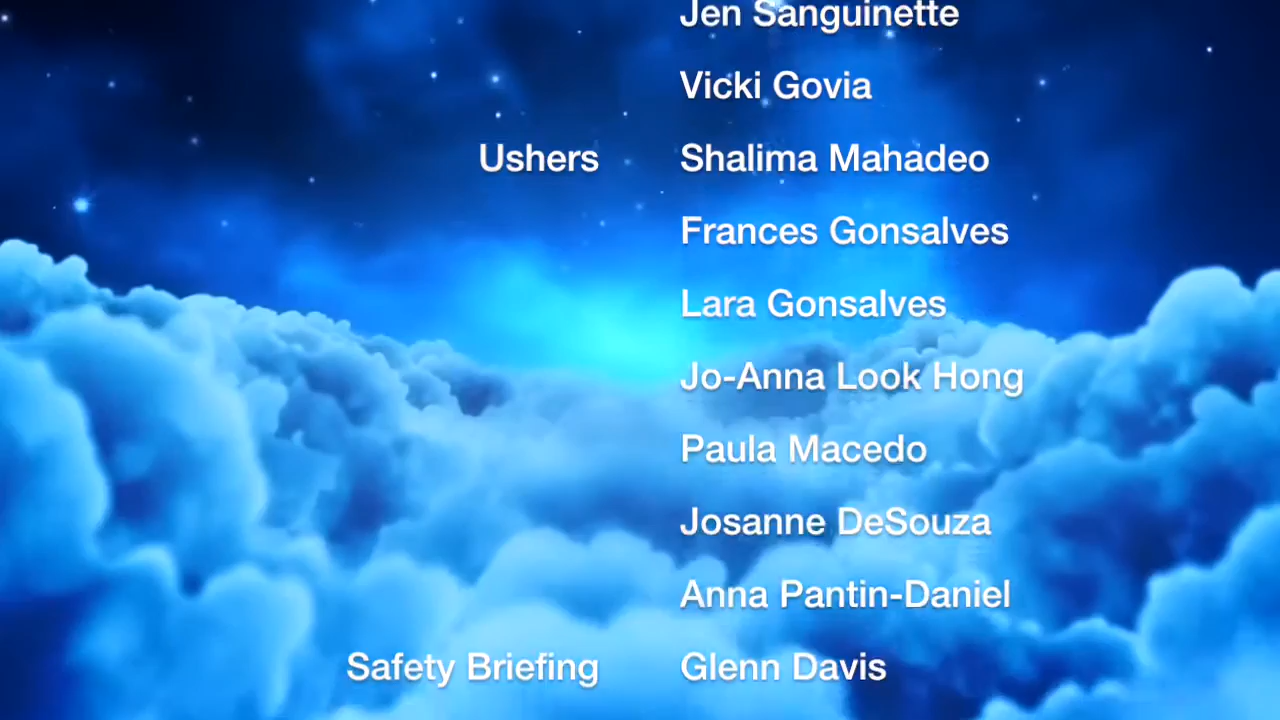 Jen Sanguinette
Vicki Govia
Ushers Shalima Mahadeo
Frances Gonsalves
Lara Gonsalves
Jo-Anna Look Hong
Paula Macedo
Josanne DeSouza
Anna Pantin-Daniel
Safety Briefing Glenn Davis